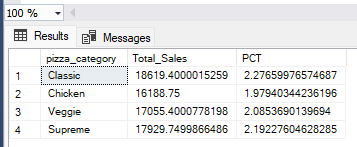 100 %
Results Messages
pizza_category Total_Sales PCT
1 Classic 18619.4000015259 2.27659976574687
2 Chicken 16188.75 1.97940344236196
3 Veggie 17055.4000778198 2.0853690139694
4 Supreme 17929.7499866486 2.19227604628285